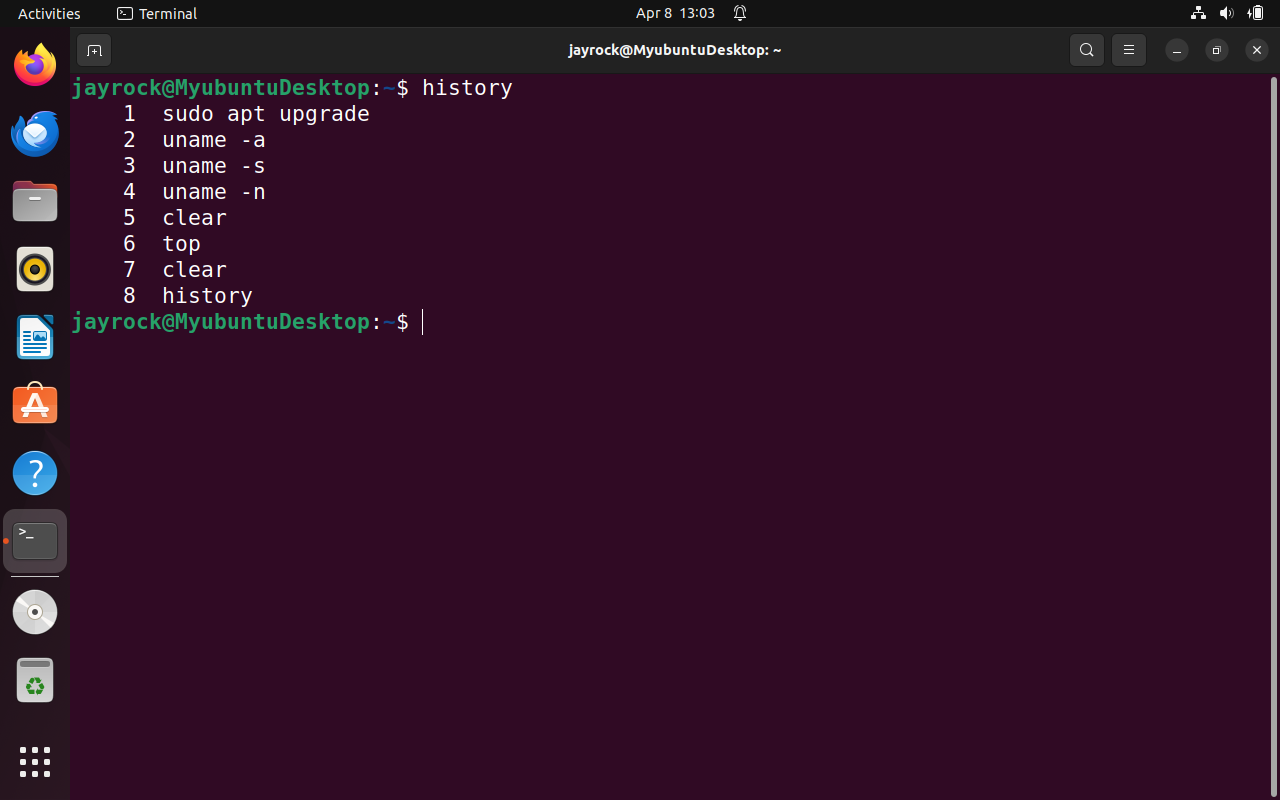 Activities Terminal Apr 8 13:03
jayrock@MyubuntuDesktop: ~
jayrock@MyubuntuDesktop:~$ history
1 sudo apt upgrade
2 uname -a
3 uname -s
4 uname -n
5 clear
6 top
7 clear
8 history
jayrock@MyubuntuDesktop:~$